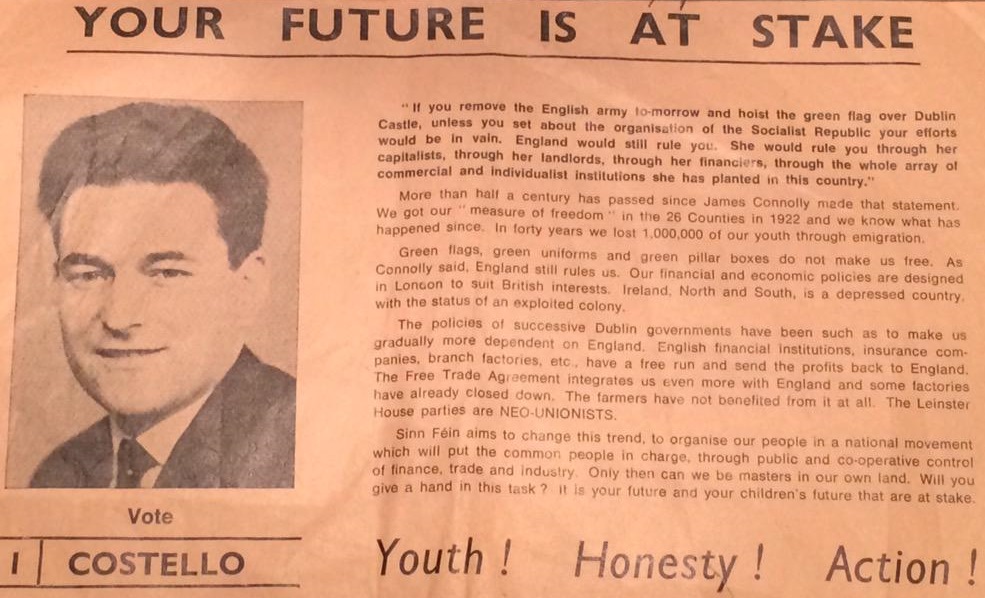 YOUR FUTURE IS AT STAKE
" If you remove the English army to-morrow and hoist the green flag over Dublin
Castle, unless you set about the organisation of the Socialist Republic your efforts
would be in vain. England would still rule you. She would rule you through her
capitalists, through her landlords, through her financiers, through the whole array of
commercial and individualist institutions she has planted in this country."
More than half a century has passed since James Connolly made that statement.
We got our " measure of freedom " in the 26 Counties in 1922 and we know what has
happened since. In forty years we lost 1,000,000 of our youth through emigration.
Green flags, green uniforms and green pillar boxes do not make us free. As
Connolly said, England still rules us. Our financial and economic policies are designed
in London to suit British interests. Ireland, North and South, is a depressed country,
with the status of an exploited colony.
The policies of successive Dublin governments have been such as to make us
gradually more dependent on England. English financial institutions, insurance com-
panies, branch factories, etc., have a free run and send the profits back to England.
The Free Trade Agreement integrates us even more with England and some factories
have already closed down. The farmers have not benefited from it at all. The Leinster
House parties are NEO-UNIONISTS.
Sinn Féin aims to change this trend, to organise our people in a national movement
which will put the common people in charge, through public and co-operative control
of finance, trade and industry. Only then can we be masters in our own land. Will you
give a hand in this task ? It is your future and your children's future that are at stake.
Vote
1 COSTELLO
Youth ! Honesty ! Action !